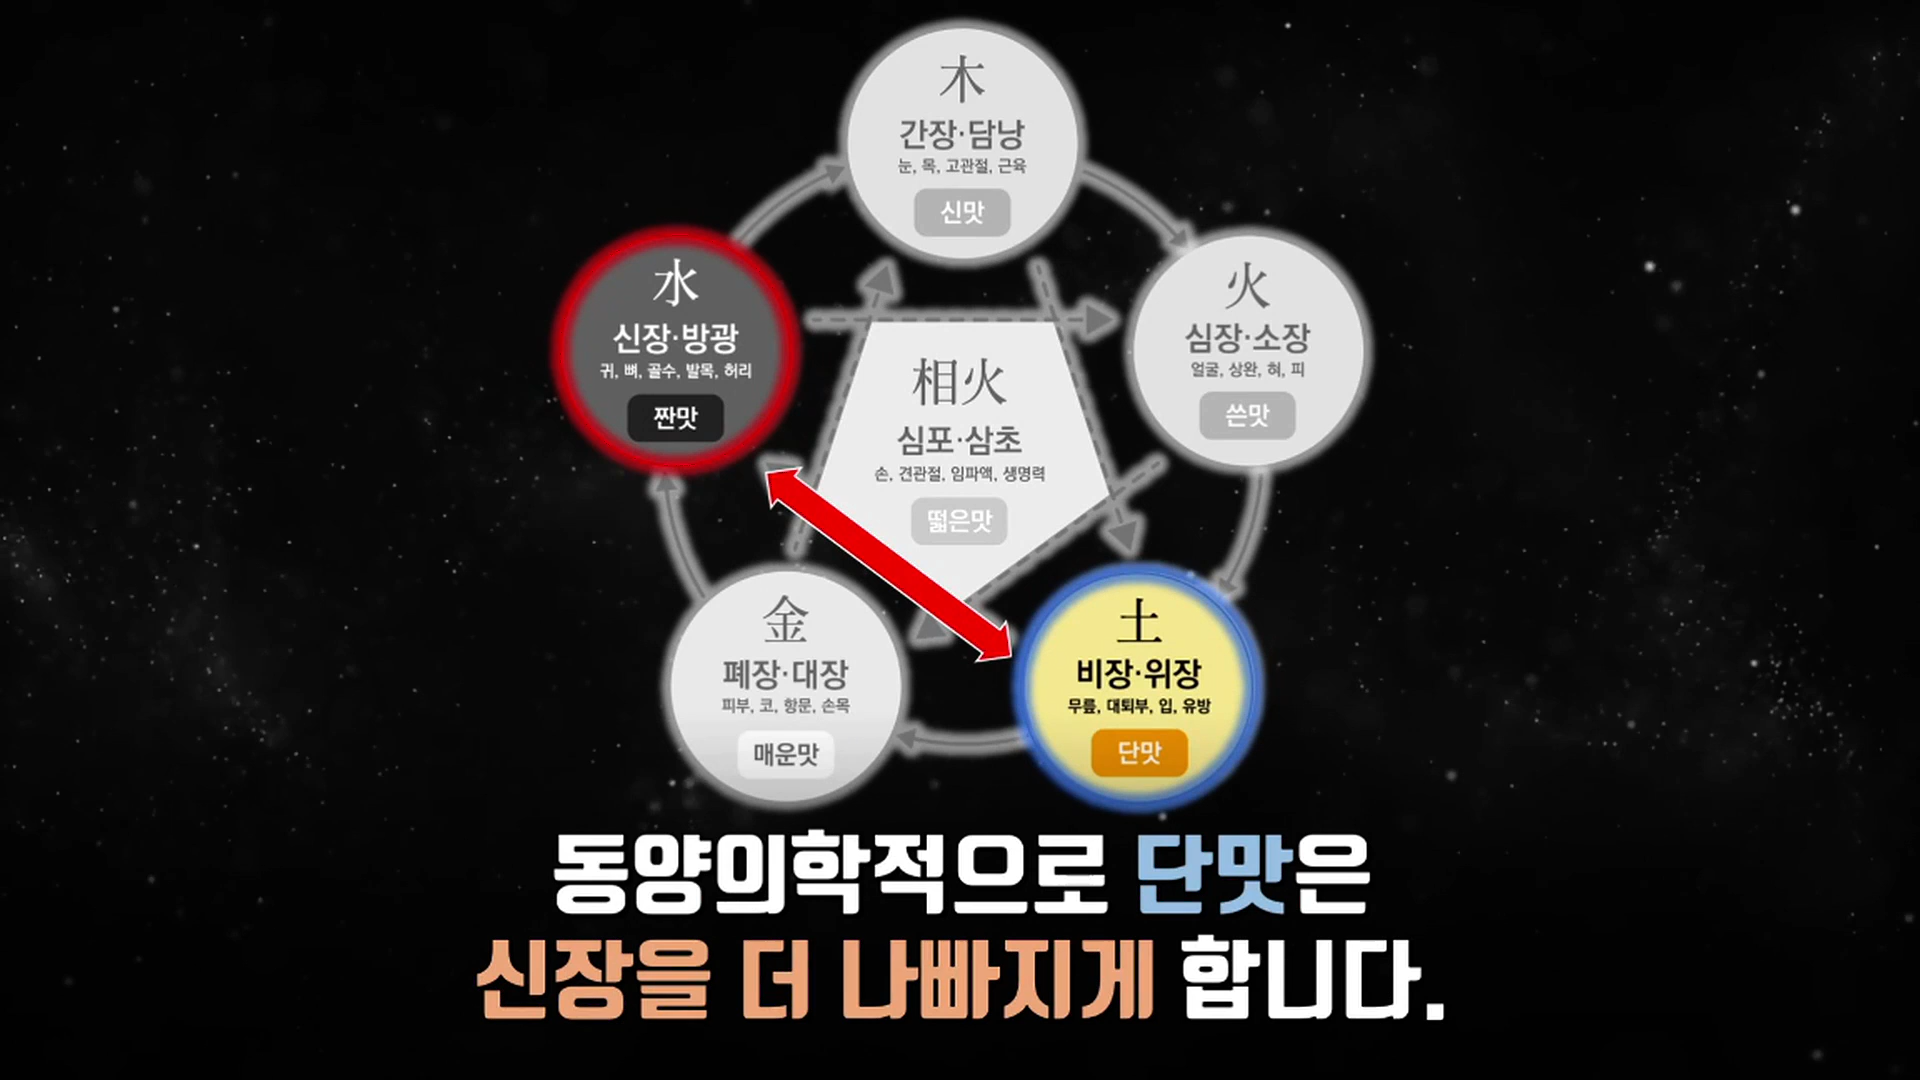 木
간장·담낭
눈, 목, 고관절, 근육
신맛
水
신장·방광
귀, 뼈, 골수, 발목, 허리
짠맛
火
심장·소장
얼굴, 상완, 혀, 피
쓴맛
相火
심포·삼초
손, 견관절, 임파액, 생명력
떫은맛
金
폐장·대장
피부, 코, 항문, 손목
매운맛
土
비장·위장
무릎, 대퇴부, 입, 유방
단맛
동양의학적으로 단맛은
신장을 더 나빠지게 합니다.